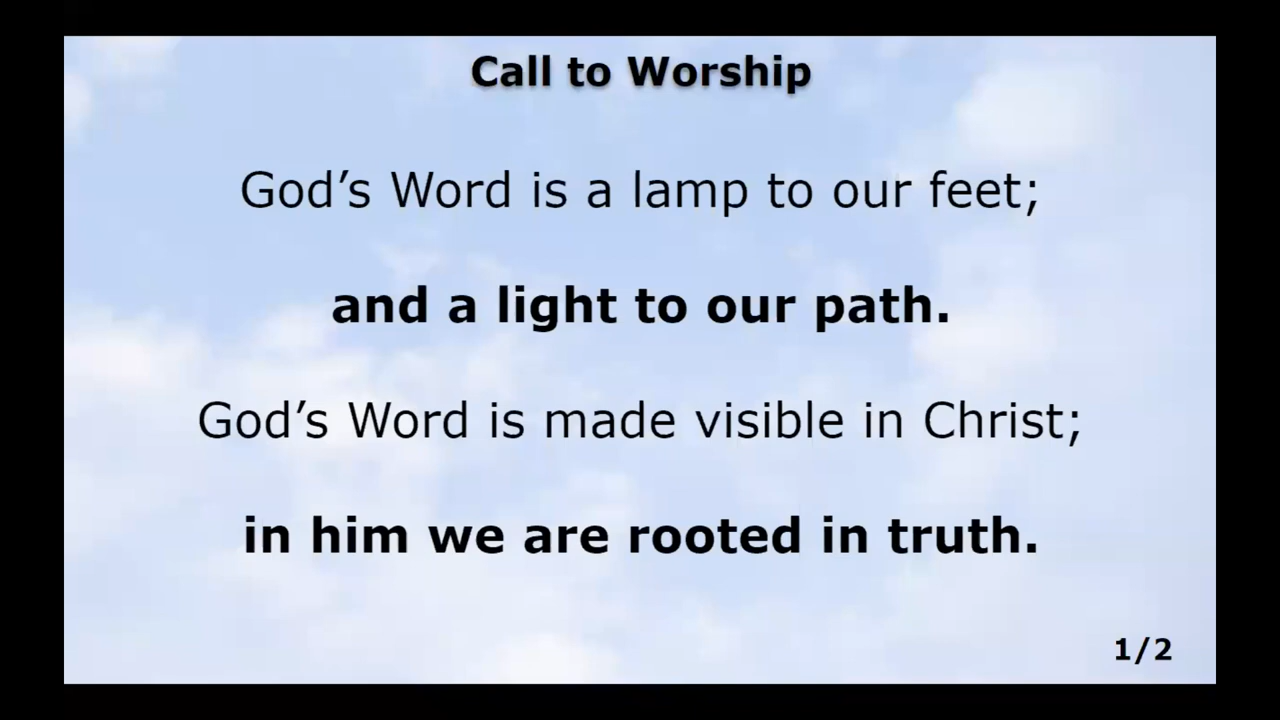 Call to Worship
God’s Word is a lamp to our feet;
and a light to our path.
God’s Word is made visible in Christ;
in him we are rooted in truth.
1/2